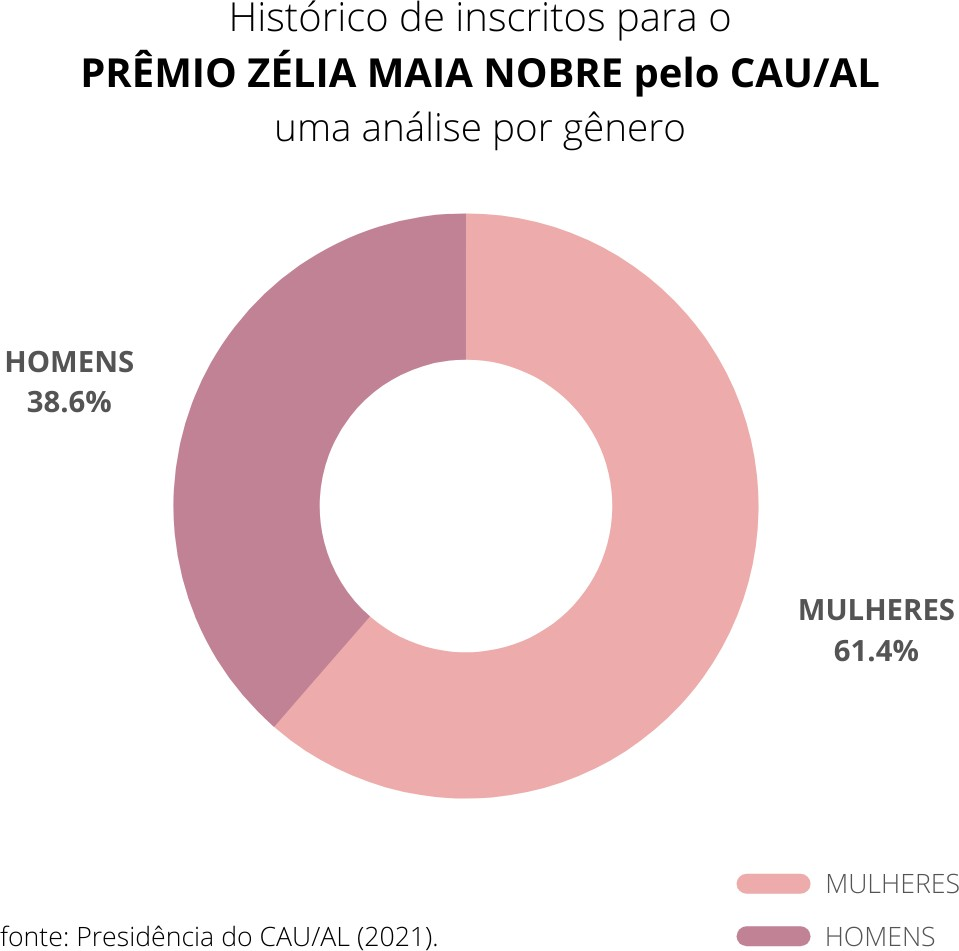 Histórico de inscritos para o
PRÊMIO ZÉLIA MAIA NOBRE pelo CAU/AL
uma análise por gênero
HOMENS
38.6%
MULHERES
61.4%
MULHERES
HOMENS
fonte: Presidência do CAU/AL (2021).